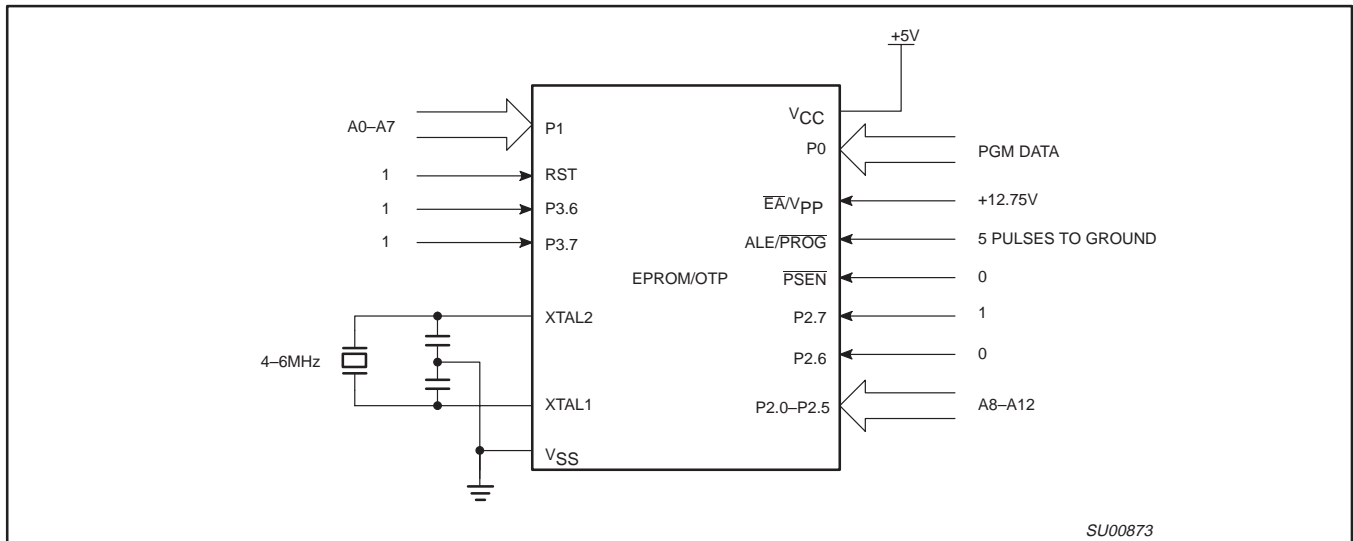 +5V
A0–A7
P1
VCC
P0
PGM DATA
1
RST
EA/VPP
+12.75V
1
P3.6
ALE/PROG
5 PULSES TO GROUND
1
P3.7
EPROM/OTP
PSEN
0
XTAL2
P2.7
1
4–6MHz
P2.6
0
XTAL1
P2.0–P2.5
A8–A12
VSS
SU00873